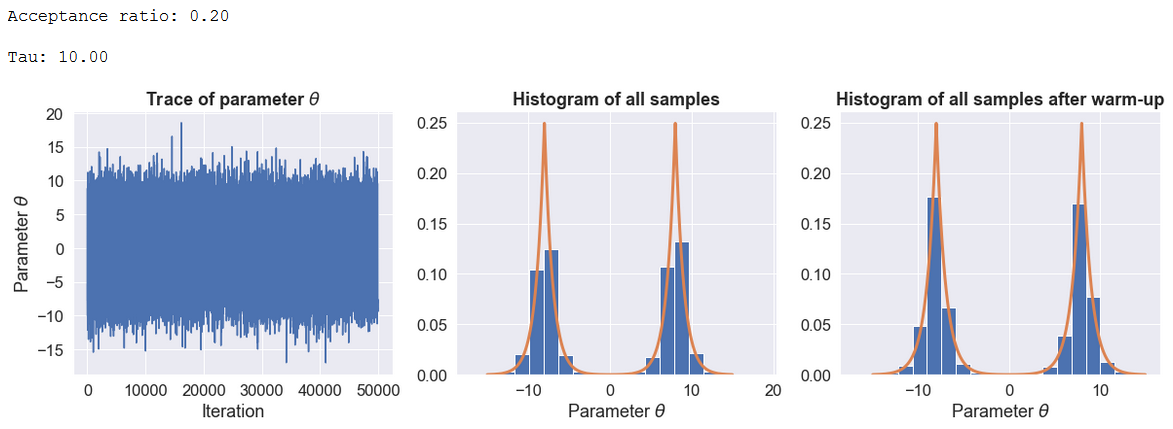 Acceptance ratio: 0.20
Tau: 10.00
Trace of parameter θ
Histogram of all samples
Histogram of all samples after warm-up
Parameter θ
20
15
10
5
0
−5
−10
−15
0 10000 20000 30000 40000 50000
Iteration
0.25
0.20
0.15
0.10
0.05
0.00
−10 0 10 20
Parameter θ
0.25
0.20
0.15
0.10
0.05
0.00
−10 0 10
Parameter θ